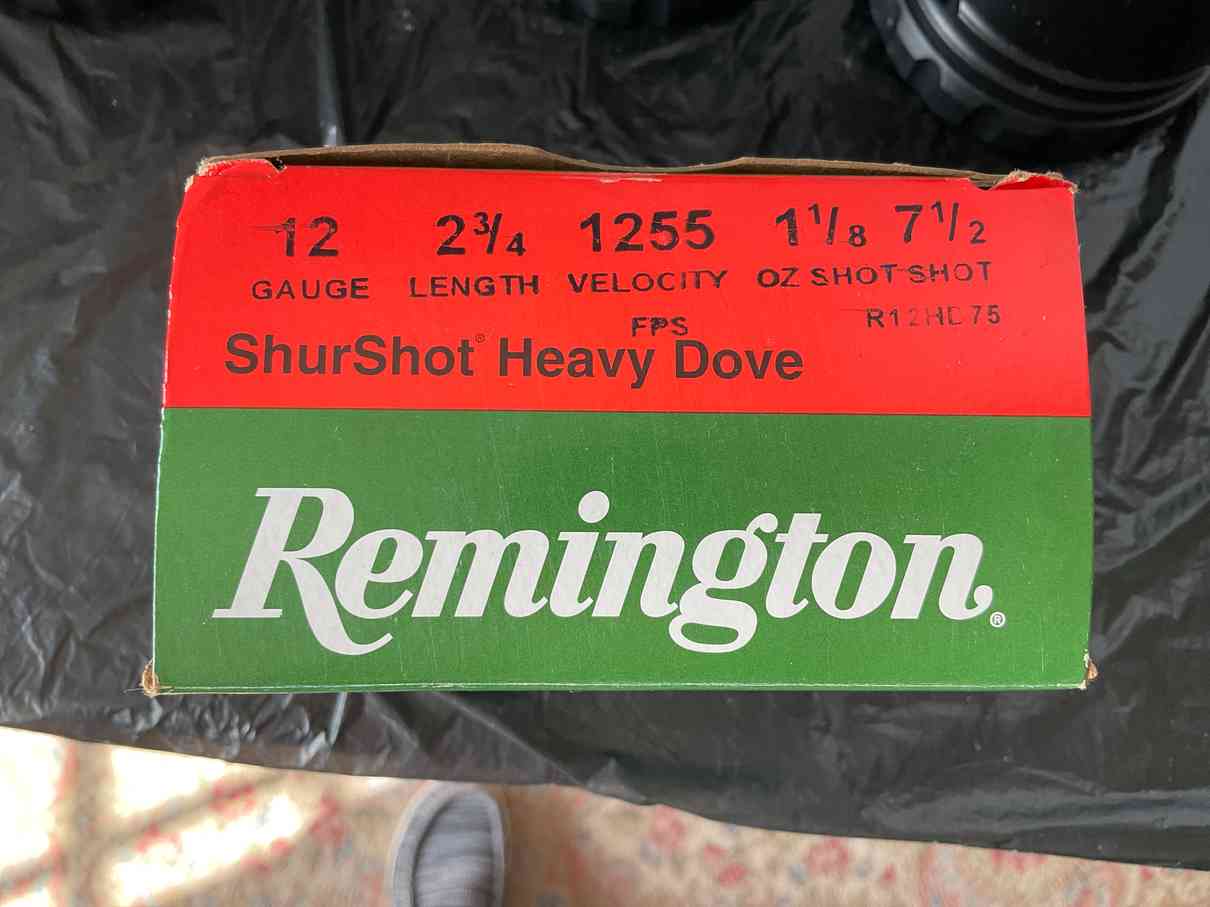 12 2¾ 1255 1⅛ 7½
GAUGE LENGTH VELOCITY OZ SHOT SHOT
FPS R12HD75
ShurShot® Heavy Dove
Remington®